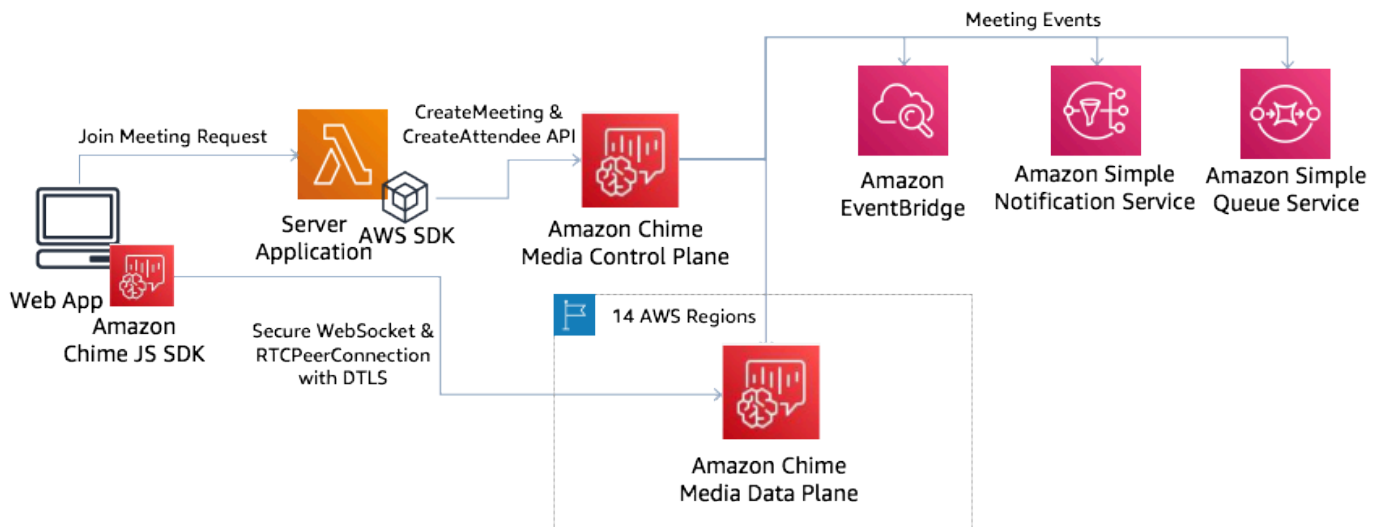 Meeting Events
Join Meeting Request
CreateMeeting &
CreateAttendee API
Server
Application
AWS SDK
Amazon Chime
Media Control Plane
Amazon
EventBridge
Amazon Simple
Notification Service
Amazon Simple
Queue Service
Web App
Amazon
Chime JS SDK
Secure WebSocket &
RTCPeerConnection
with DTLS
14 AWS Regions
Amazon Chime
Media Data Plane